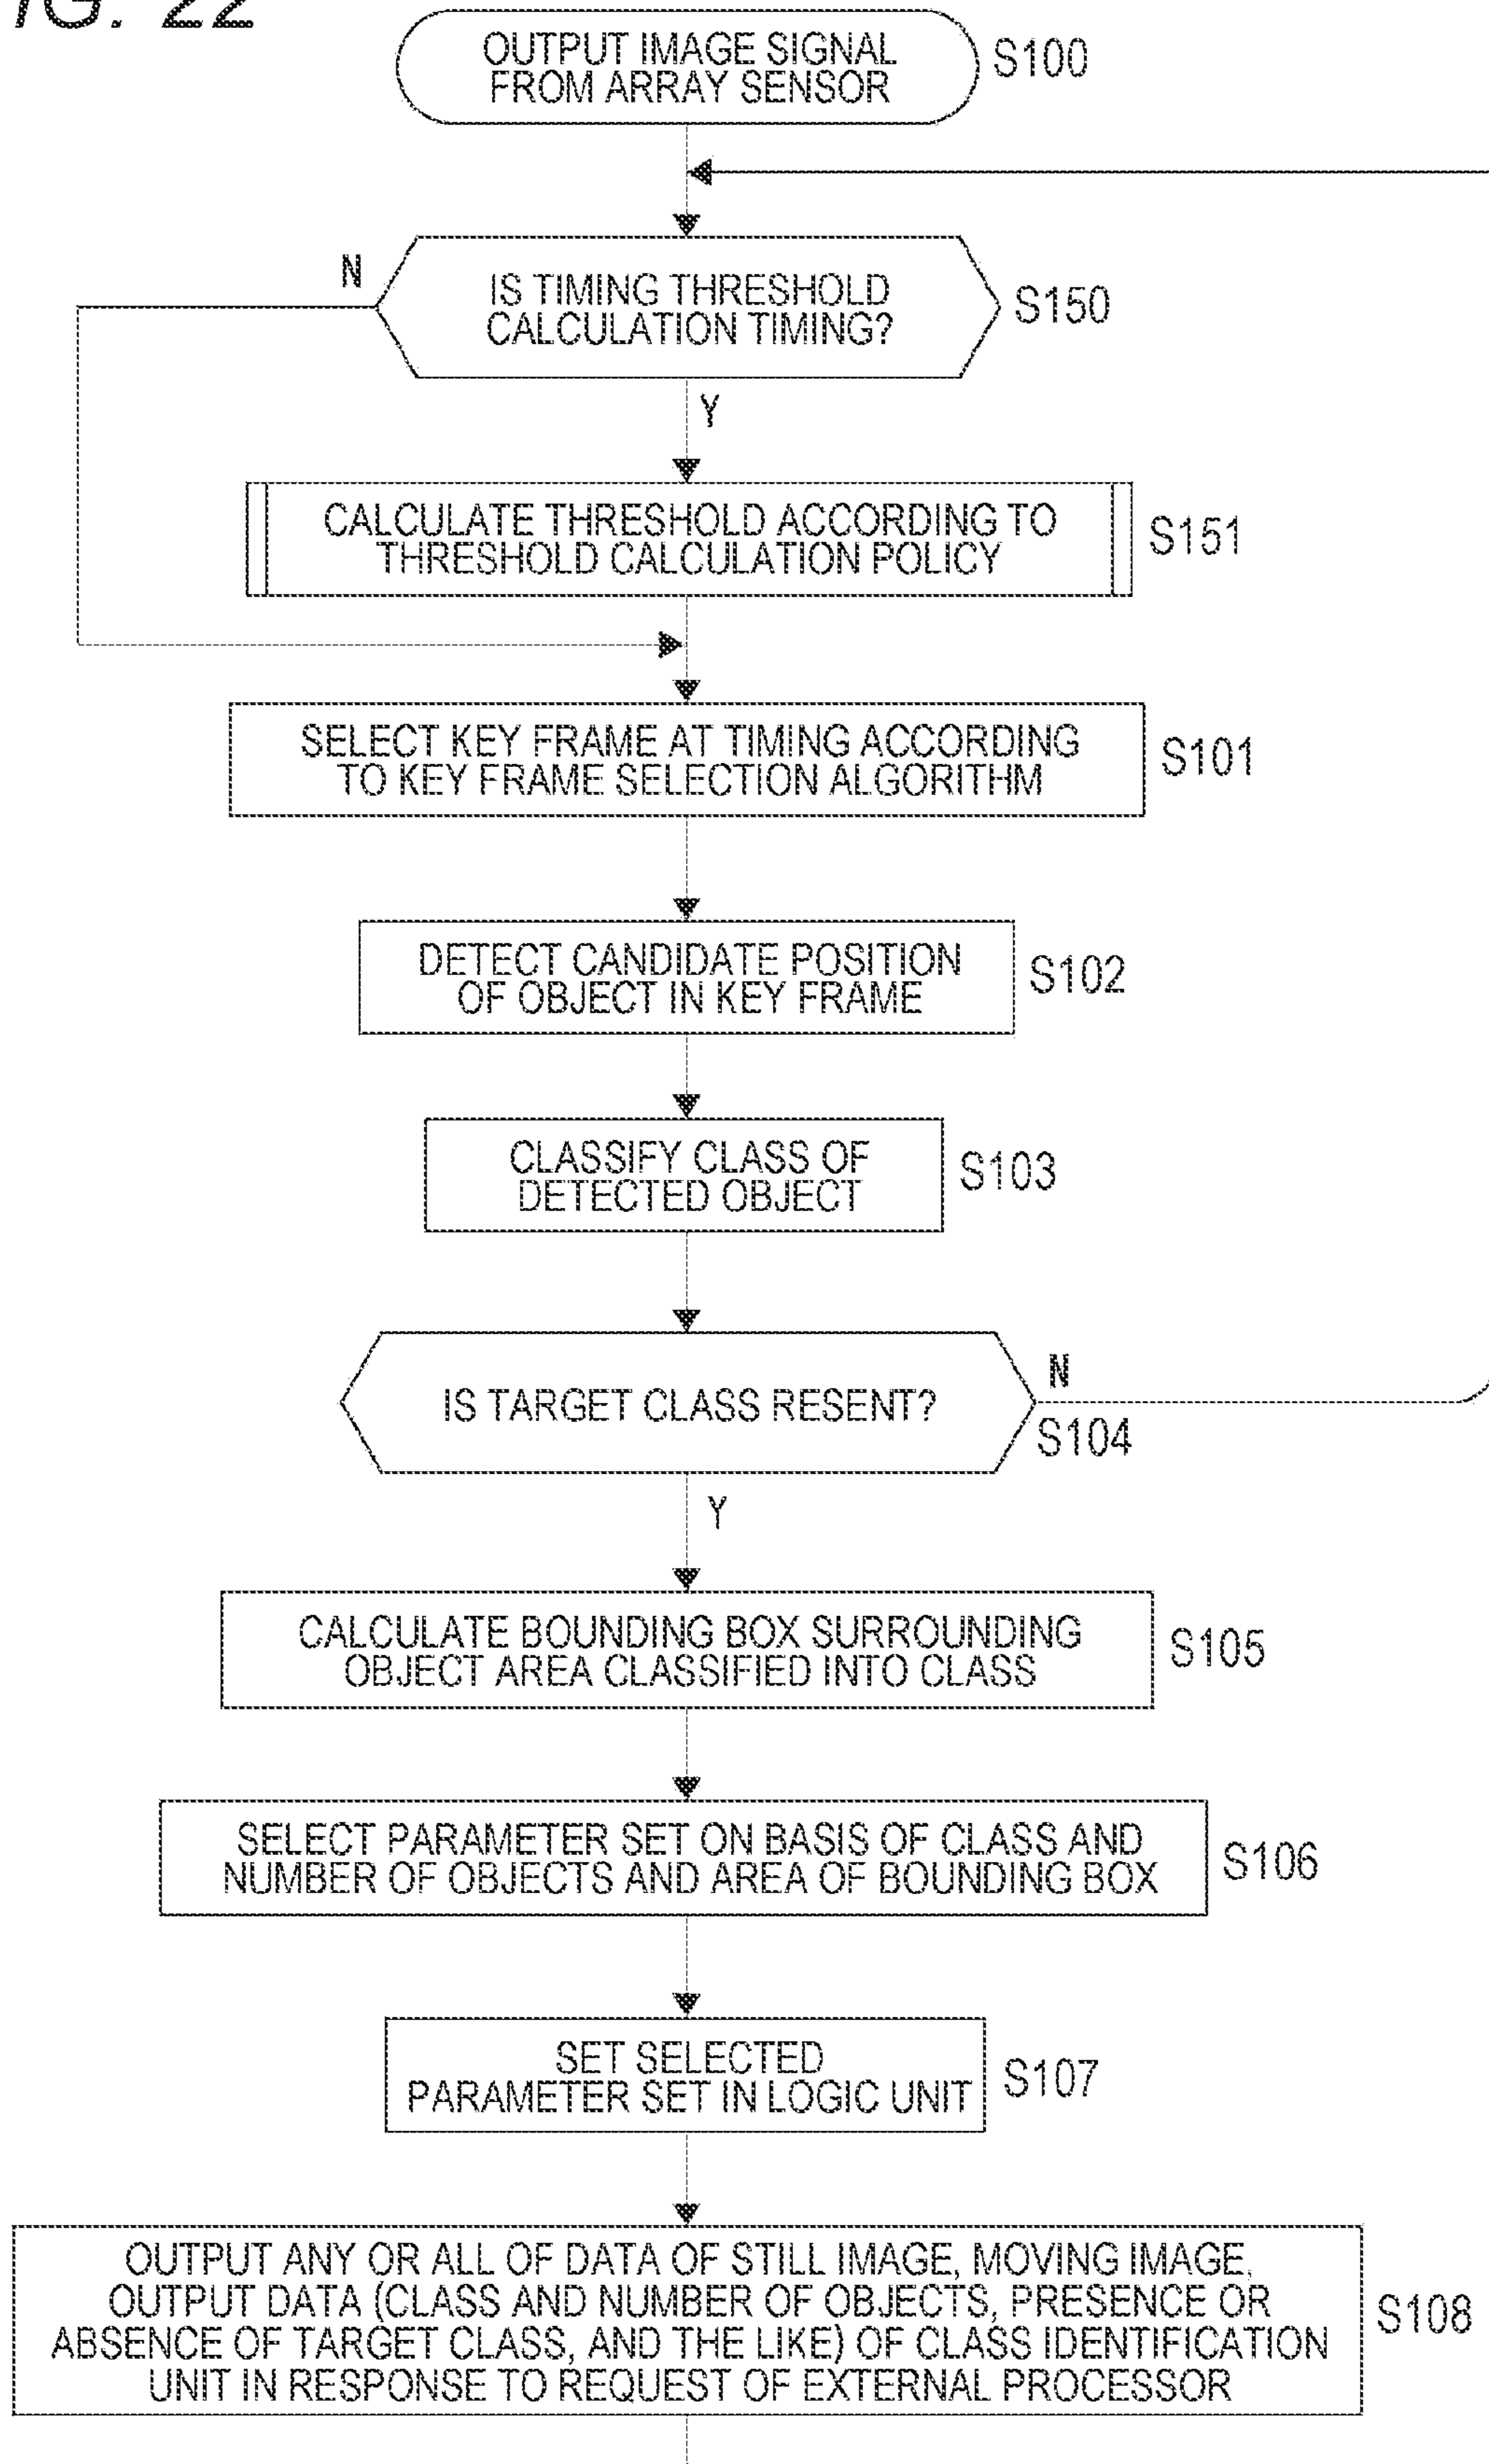 IG. 22
OUTPUT IMAGE SIGNAL
FROM ARRAY SENSOR
S100
N
IS TIMING THRESHOLD
CALCULATION TIMING?
S150
Y
CALCULATE THRESHOLD ACCORDING TO
THRESHOLD CALCULATION POLICY
S151
SELECT KEY FRAME AT TIMING ACCORDING
TO KEY FRAME SELECTION ALGORITHM
S101
DETECT CANDIDATE POSITION
OF OBJECT IN KEY FRAME
S102
CLASSIFY CLASS OF
DETECTED OBJECT
S103
IS TARGET CLASS RESENT?
N
S104
Y
CALCULATE BOUNDING BOX SURROUNDING
OBJECT AREA CLASSIFIED INTO CLASS
S105
SELECT PARAMETER SET ON BASIS OF CLASS AND
NUMBER OF OBJECTS AND AREA OF BOUNDING BOX
S106
SET SELECTED
PARAMETER SET IN LOGIC UNIT
S107
OUTPUT ANY OR ALL OF DATA OF STILL IMAGE, MOVING IMAGE,
OUTPUT DATA (CLASS AND NUMBER OF OBJECTS, PRESENCE OR
ABSENCE OF TARGET CLASS, AND THE LIKE) OF CLASS IDENTIFICATION
UNIT IN RESPONSE TO REQUEST OF EXTERNAL PROCESSOR
S108